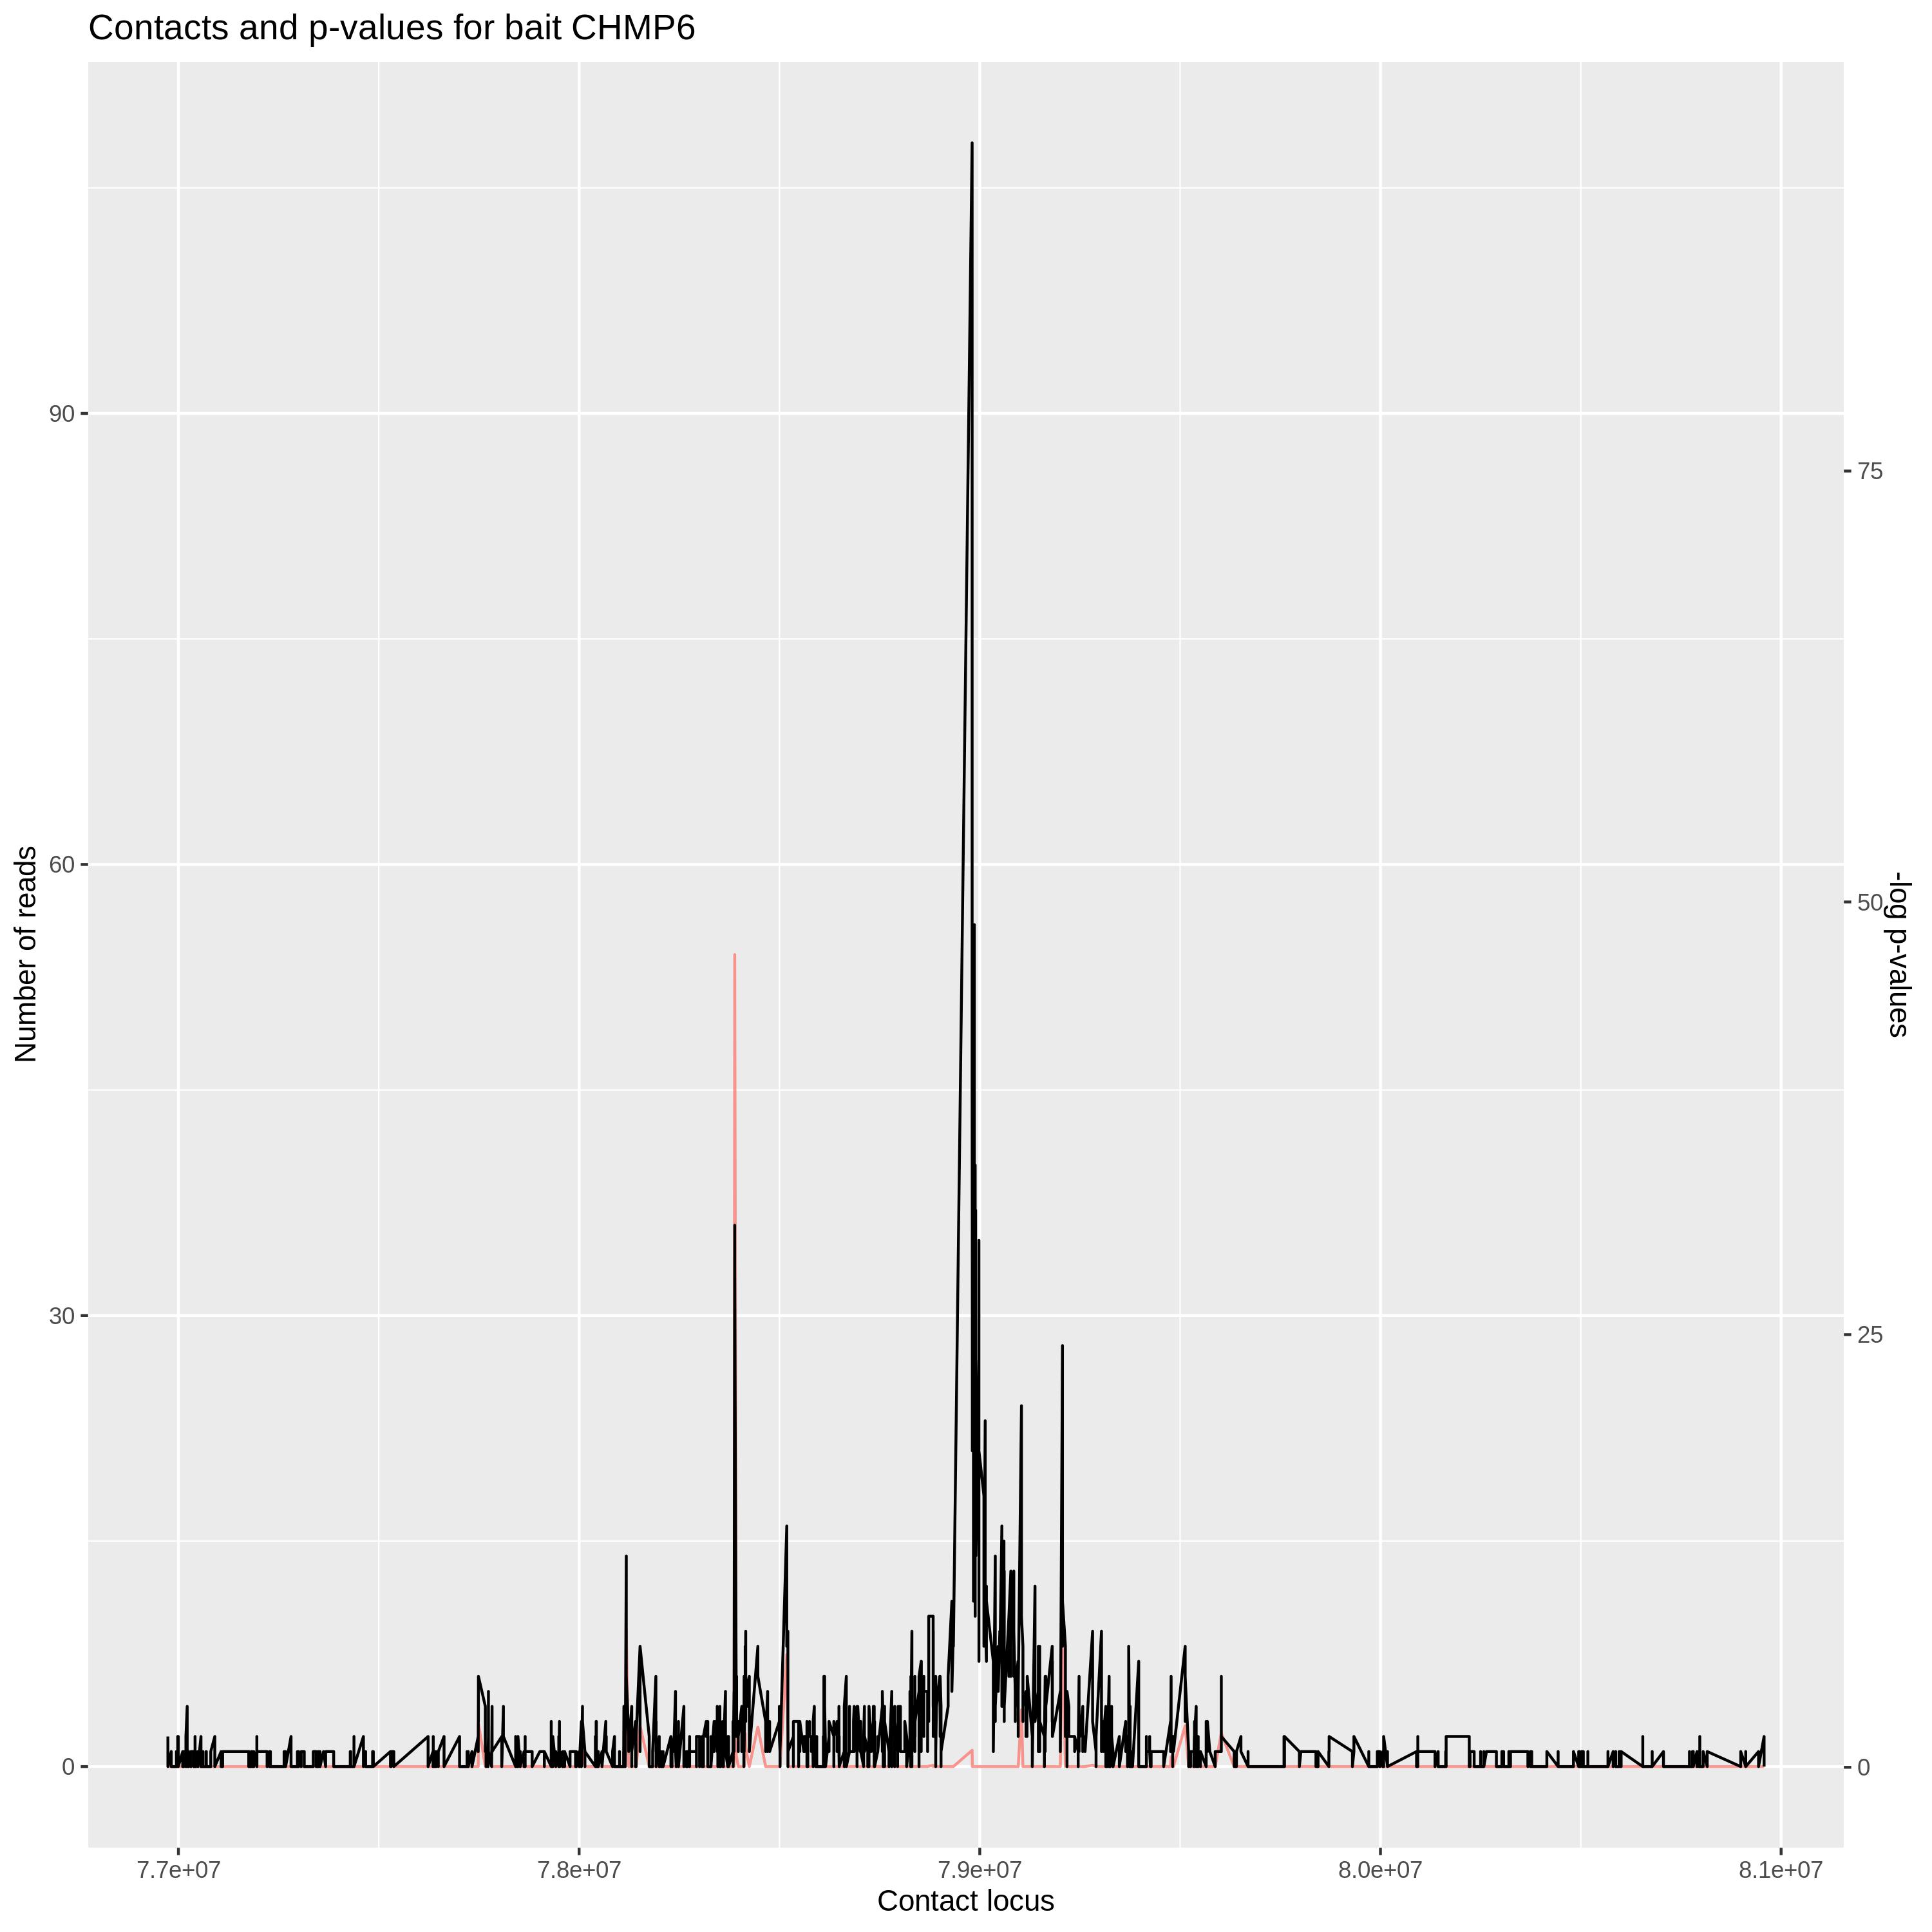 Contacts and p-values for bait CHMP6
90
60
30
0
Number of reads
75
50
25
0
-log p-values
7.7e+07 7.8e+07 7.9e+07 8.0e+07 8.1e+07
Contact locus